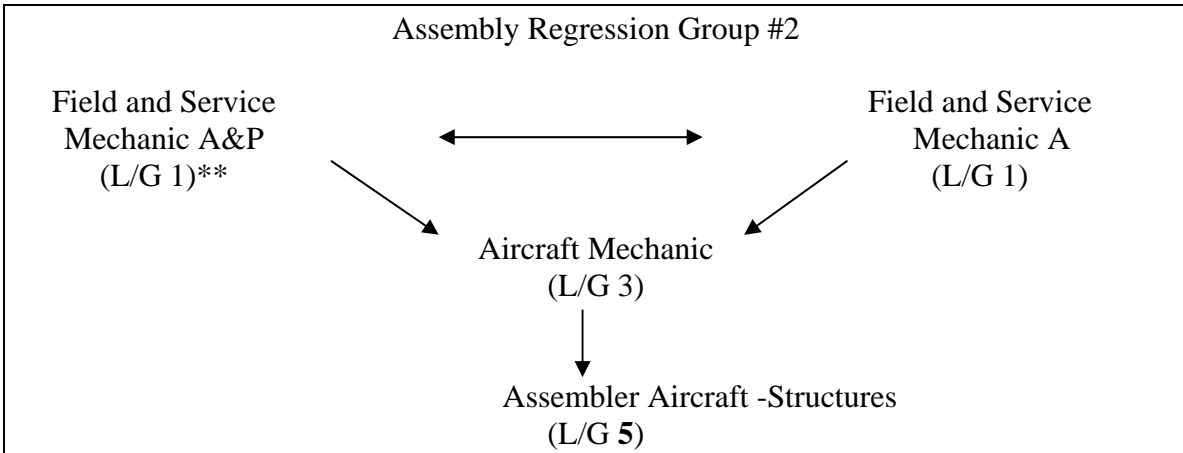 Assembly Regression Group #2
Field and Service
Mechanic A&P
(L/G 1)**
Field and Service
Mechanic A
(L/G 1)
Aircraft Mechanic
(L/G 3)
Assembler Aircraft -Structures
(L/G 5)